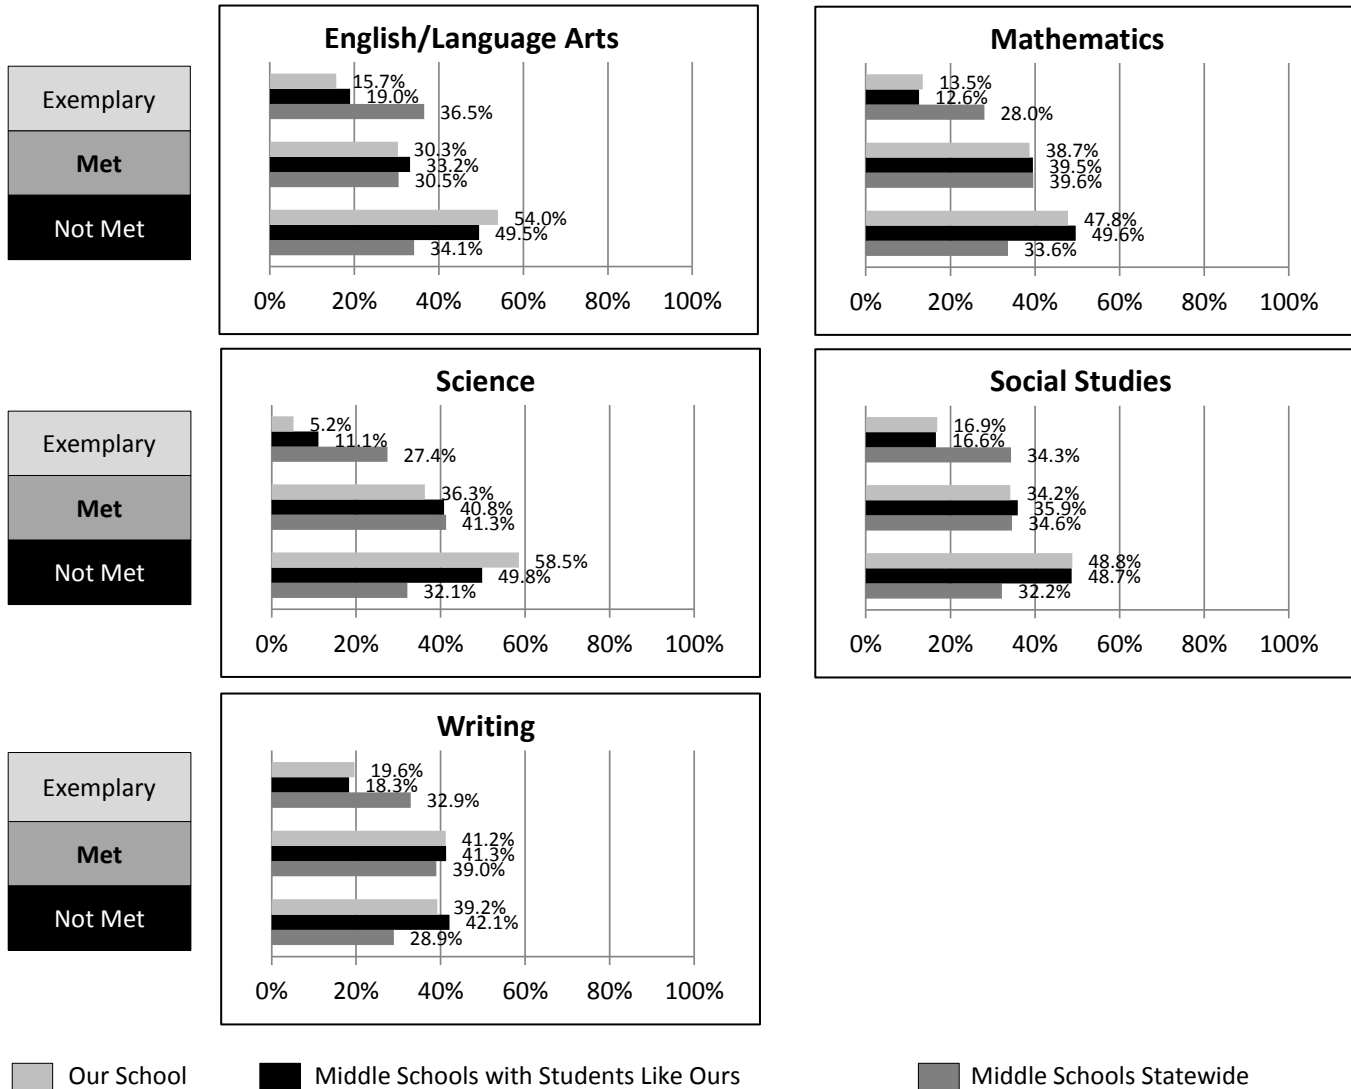 English/Language Arts
Exemplary
Met
Not Met
15.7%
19.0%
36.5%
30.3%
33.2%
30.5%
54.0%
49.5%
34.1%
0% 20% 40% 60% 80% 100%
Mathematics
13.5%
12.6%
28.0%
38.7%
39.5%
39.6%
47.8%
49.6%
33.6%
0% 20% 40% 60% 80% 100%
Science
Exemplary
Met
Not Met
5.2%
11.1%
27.4%
36.3%
40.8%
41.3%
58.5%
49.8%
32.1%
0% 20% 40% 60% 80% 100%
Social Studies
16.9%
16.6%
34.3%
34.2%
35.9%
34.6%
48.8%
48.7%
32.2%
0% 20% 40% 60% 80% 100%
Writing
Exemplary
Met
Not Met
19.6%
18.3%
32.9%
41.2%
41.3%
39.0%
39.2%
42.1%
28.9%
0% 20% 40% 60% 80% 100%
Our School
Middle Schools with Students Like Ours
Middle Schools Statewide